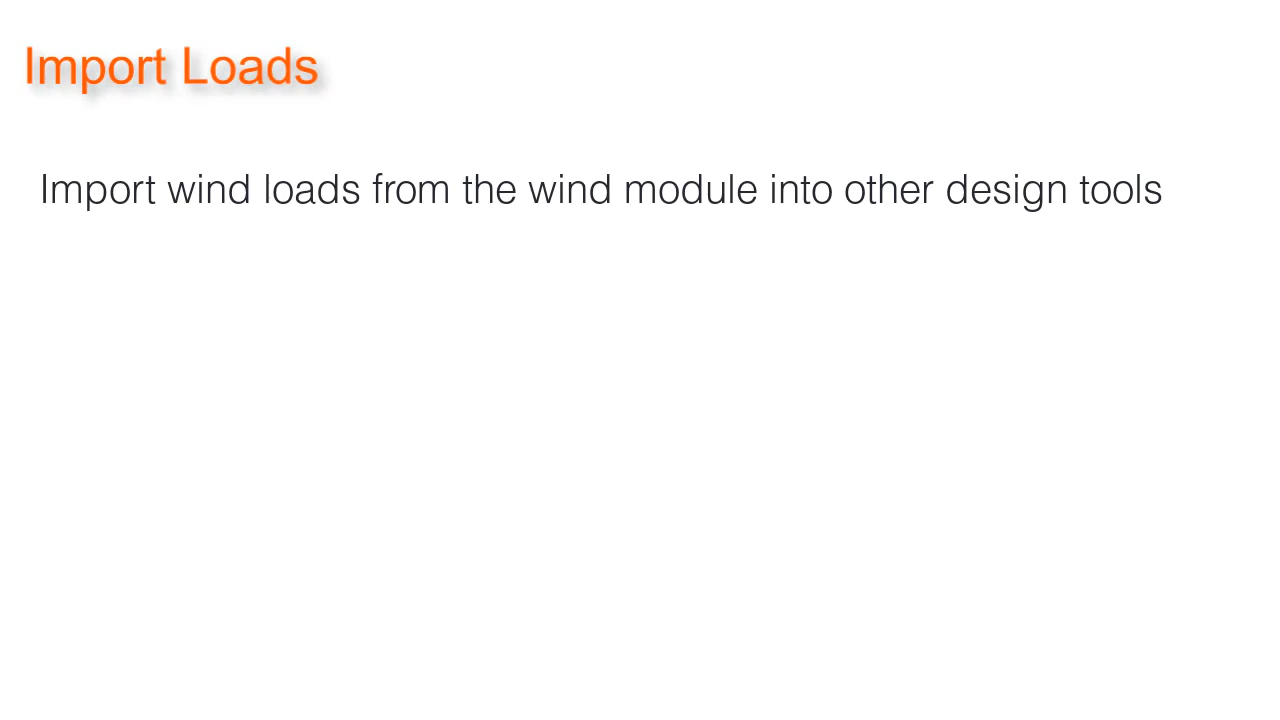 Import Loads
Import wind loads from the wind module into other design tools